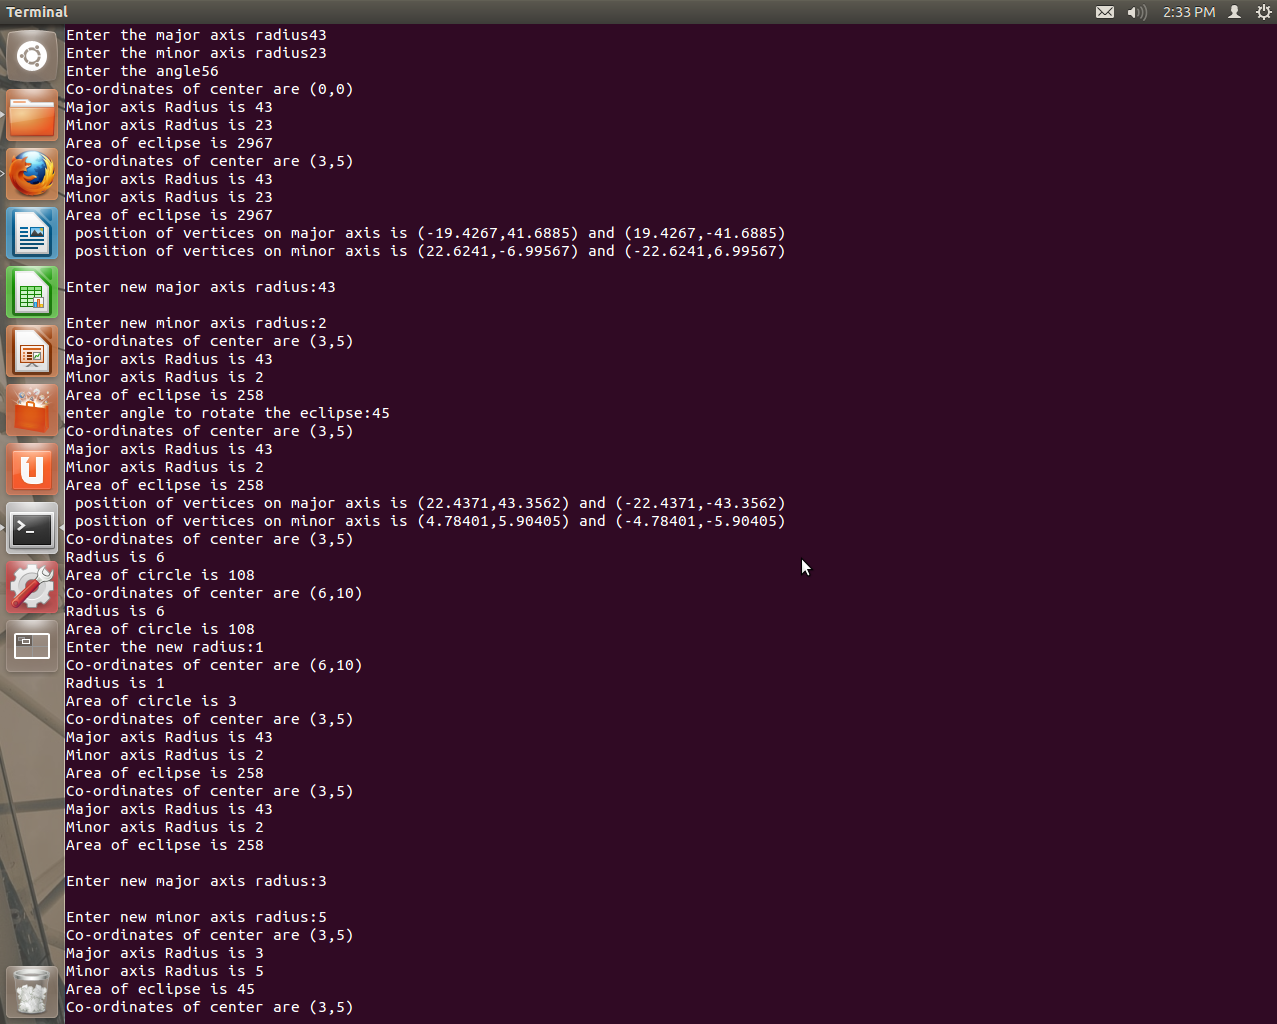 Terminal
2:33 PM
Enter the major axis radius43
Enter the minor axis radius23
Enter the angle56
Co-ordinates of center are (0,0)
Major axis Radius is 43
Minor axis Radius is 23
Area of eclipse is 2967
Co-ordinates of center are (3,5)
Major axis Radius is 43
Minor axis Radius is 23
Area of eclipse is 2967
position of vertices on major axis is (-19.4267,41.6885) and (19.4267,-41.6885)
position of vertices on minor axis is (22.6241,-6.99567) and (-22.6241,6.99567)
Enter new major axis radius:43
Enter new minor axis radius:2
Co-ordinates of center are (3,5)
Major axis Radius is 43
Minor axis Radius is 2
Area of eclipse is 258
enter angle to rotate the eclipse:45
Co-ordinates of center are (3,5)
Major axis Radius is 43
Minor axis Radius is 2
Area of eclipse is 258
position of vertices on major axis is (22.4371,43.3562) and (-22.4371,-43.3562)
position of vertices on minor axis is (4.78401,5.90405) and (-4.78401,-5.90405)
Co-ordinates of center are (3,5)
Radius is 6
Area of circle is 108
Co-ordinates of center are (6,10)
Radius is 6
Area of circle is 108
Enter the new radius:1
Co-ordinates of center are (6,10)
Radius is 1
Area of circle is 3
Co-ordinates of center are (3,5)
Major axis Radius is 43
Minor axis Radius is 2
Area of eclipse is 258
Co-ordinates of center are (3,5)
Major axis Radius is 43
Minor axis Radius is 2
Area of eclipse is 258
Enter new major axis radius:3
Enter new minor axis radius:5
Co-ordinates of center are (3,5)
Major axis Radius is 3
Minor axis Radius is 5
Area of eclipse is 45
Co-ordinates of center are (3,5)